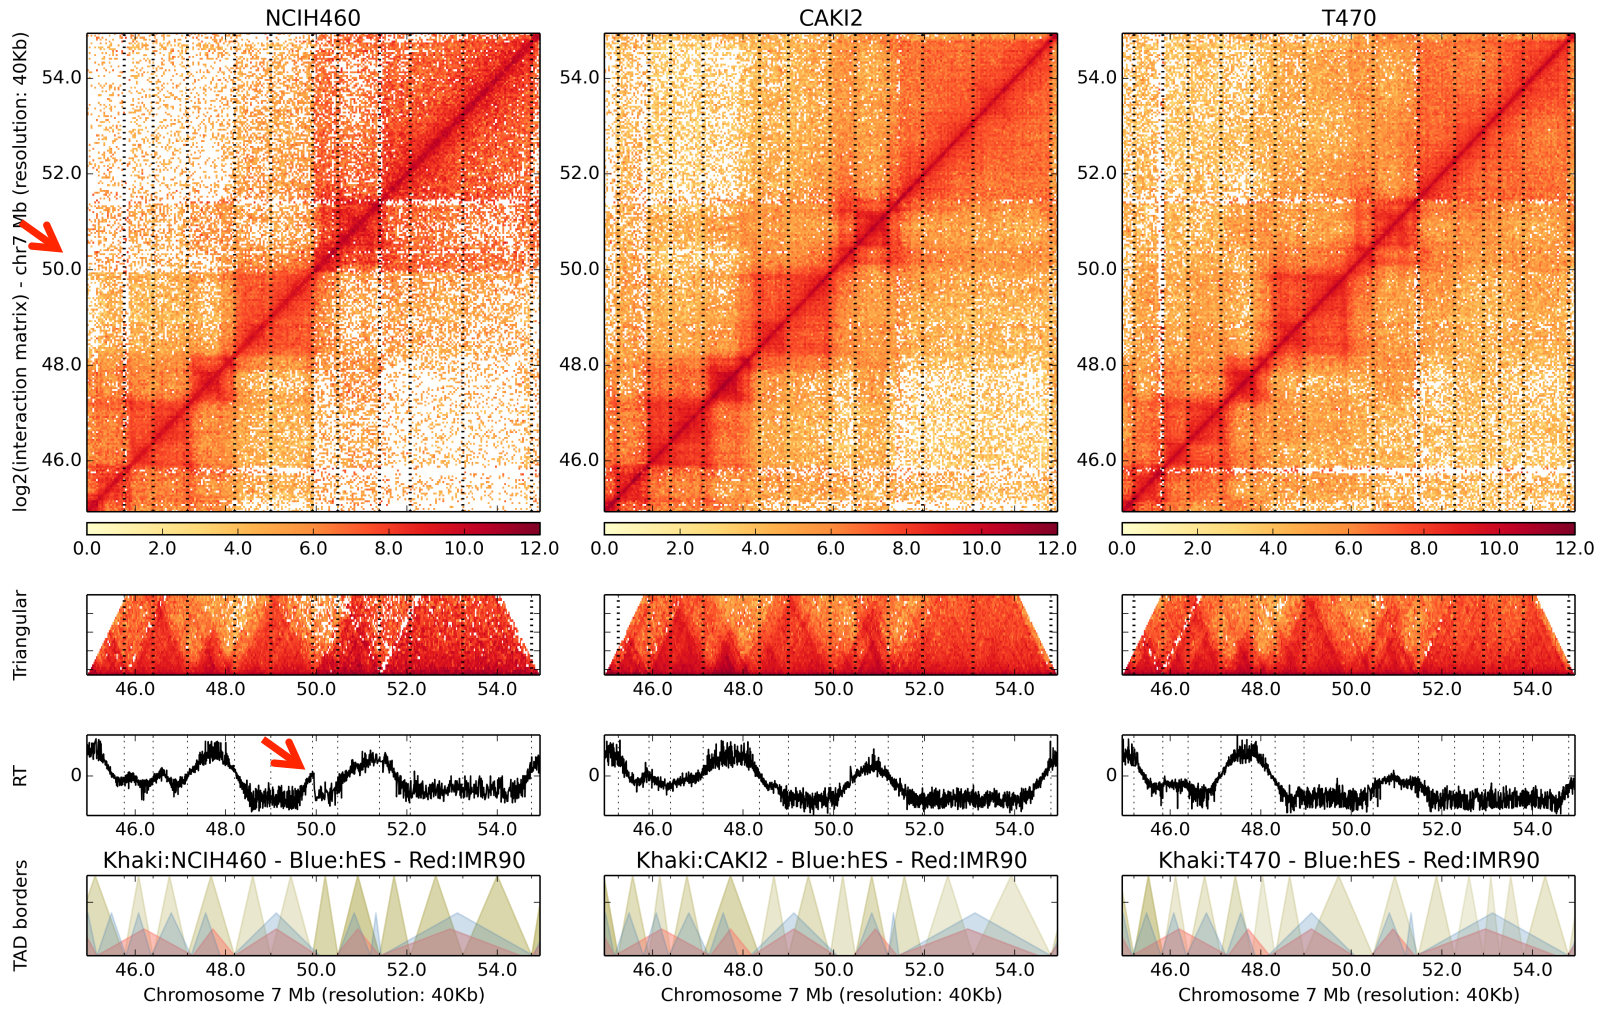 NCIH460 CAKI2 T470
log2(interaction matrix) - chr7 Mb (resolution: 40Kb)
54.0 54.0 54.0
52.0 52.0 52.0
50.0 50.0 50.0
48.0 48.0 48.0
46.0 46.0 46.0
0.0 2.0 4.0 6.0 8.0 10.0 12.0 0.0 2.0 4.0 6.0 8.0 10.0 12.0 0.0 2.0 4.0 6.0 8.0 10.0 12.0
Triangular
46.0 48.0 50.0 52.0 54.0 46.0 48.0 50.0 52.0 54.0 46.0 48.0 50.0 52.0 54.0
RT
0 0 0
46.0 48.0 50.0 52.0 54.0 46.0 48.0 50.0 52.0 54.0 46.0 48.0 50.0 52.0 54.0
Khaki:NCIH460 - Blue:hES - Red:IMR90 Khaki:CAKI2 - Blue:hES - Red:IMR90 Khaki:T470 - Blue:hES - Red:IMR90
TAD borders
46.0 48.0 50.0 52.0 54.0 46.0 48.0 50.0 52.0 54.0 46.0 48.0 50.0 52.0 54.0
Chromosome 7 Mb (resolution: 40Kb) Chromosome 7 Mb (resolution: 40Kb) Chromosome 7 Mb (resolution: 40Kb)